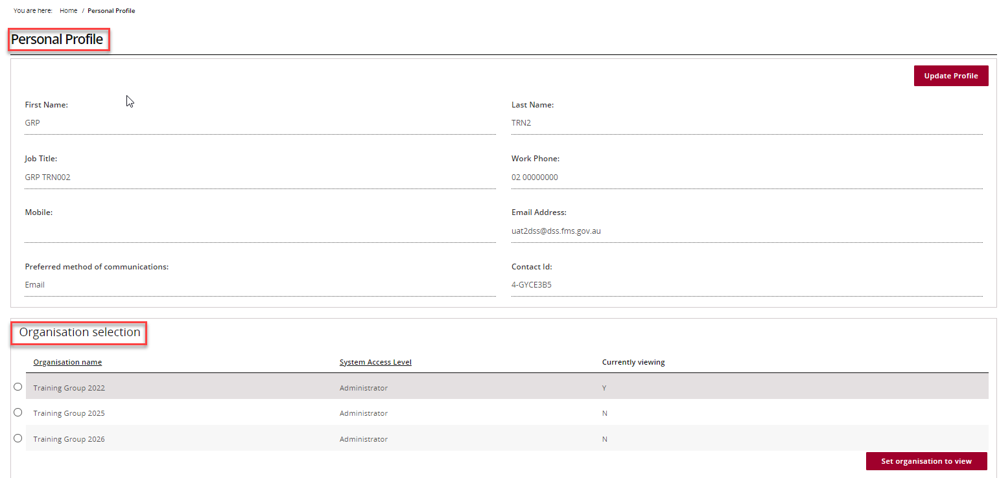 You are here: Home / Personal Profile
Personal Profile
Update Profile
First Name: Last Name:
GRP TRN2
Job Title: Work Phone:
GRP TRN002 02 00000000
Mobile: Email Address:
uat2dss@dss.fms.gov.au
Preferred method of communications: Contact Id:
Email 4-GYCE3B5
Organisation selection
Organisation name System Access Level Currently viewing
Training Group 2022 Administrator Y
Training Group 2025 Administrator N
Training Group 2026 Administrator N
Set organisation to view